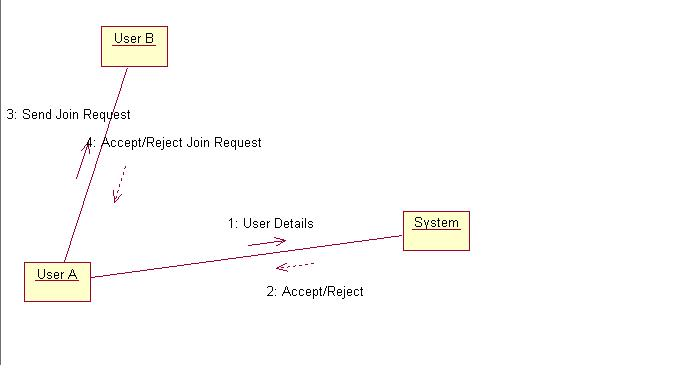 User B
3: Send Join Request
4: Accept/Reject Join Request
1: User Details
System
User A
2: Accept/Reject